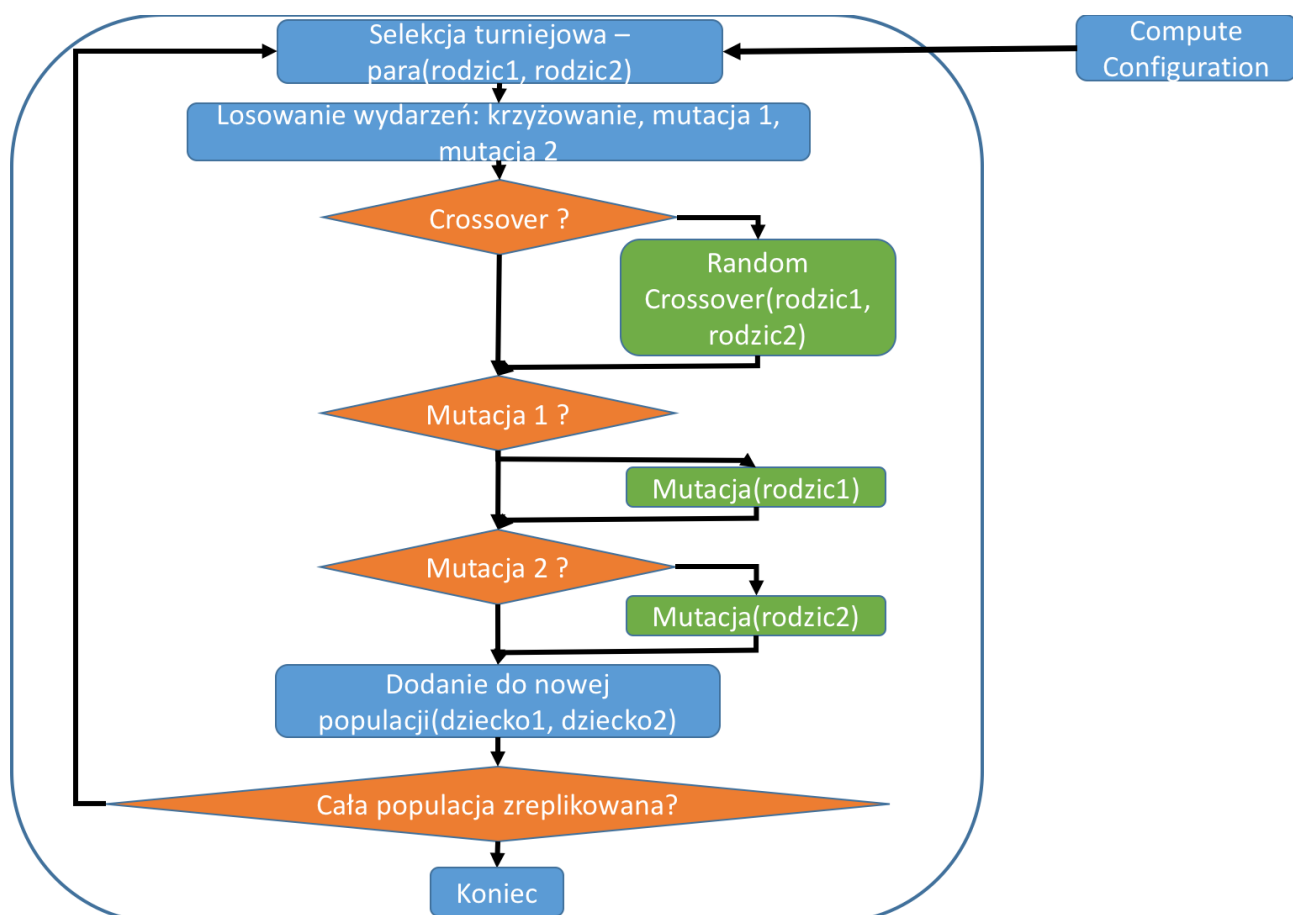 Selekcja turniejowa –
para(rodzic1, rodzic2)
Compute
Configuration
Losowanie wydarzeń: krzyżowanie, mutacja 1,
mutacja 2
Crossover ?
Random
Crossover(rodzic1,
rodzic2)
Mutacja 1 ?
Mutacja(rodzic1)
Mutacja 2 ?
Mutacja(rodzic2)
Dodanie do nowej
populacji(dziecko1, dziecko2)
Cała populacja zreplikowana?
Koniec